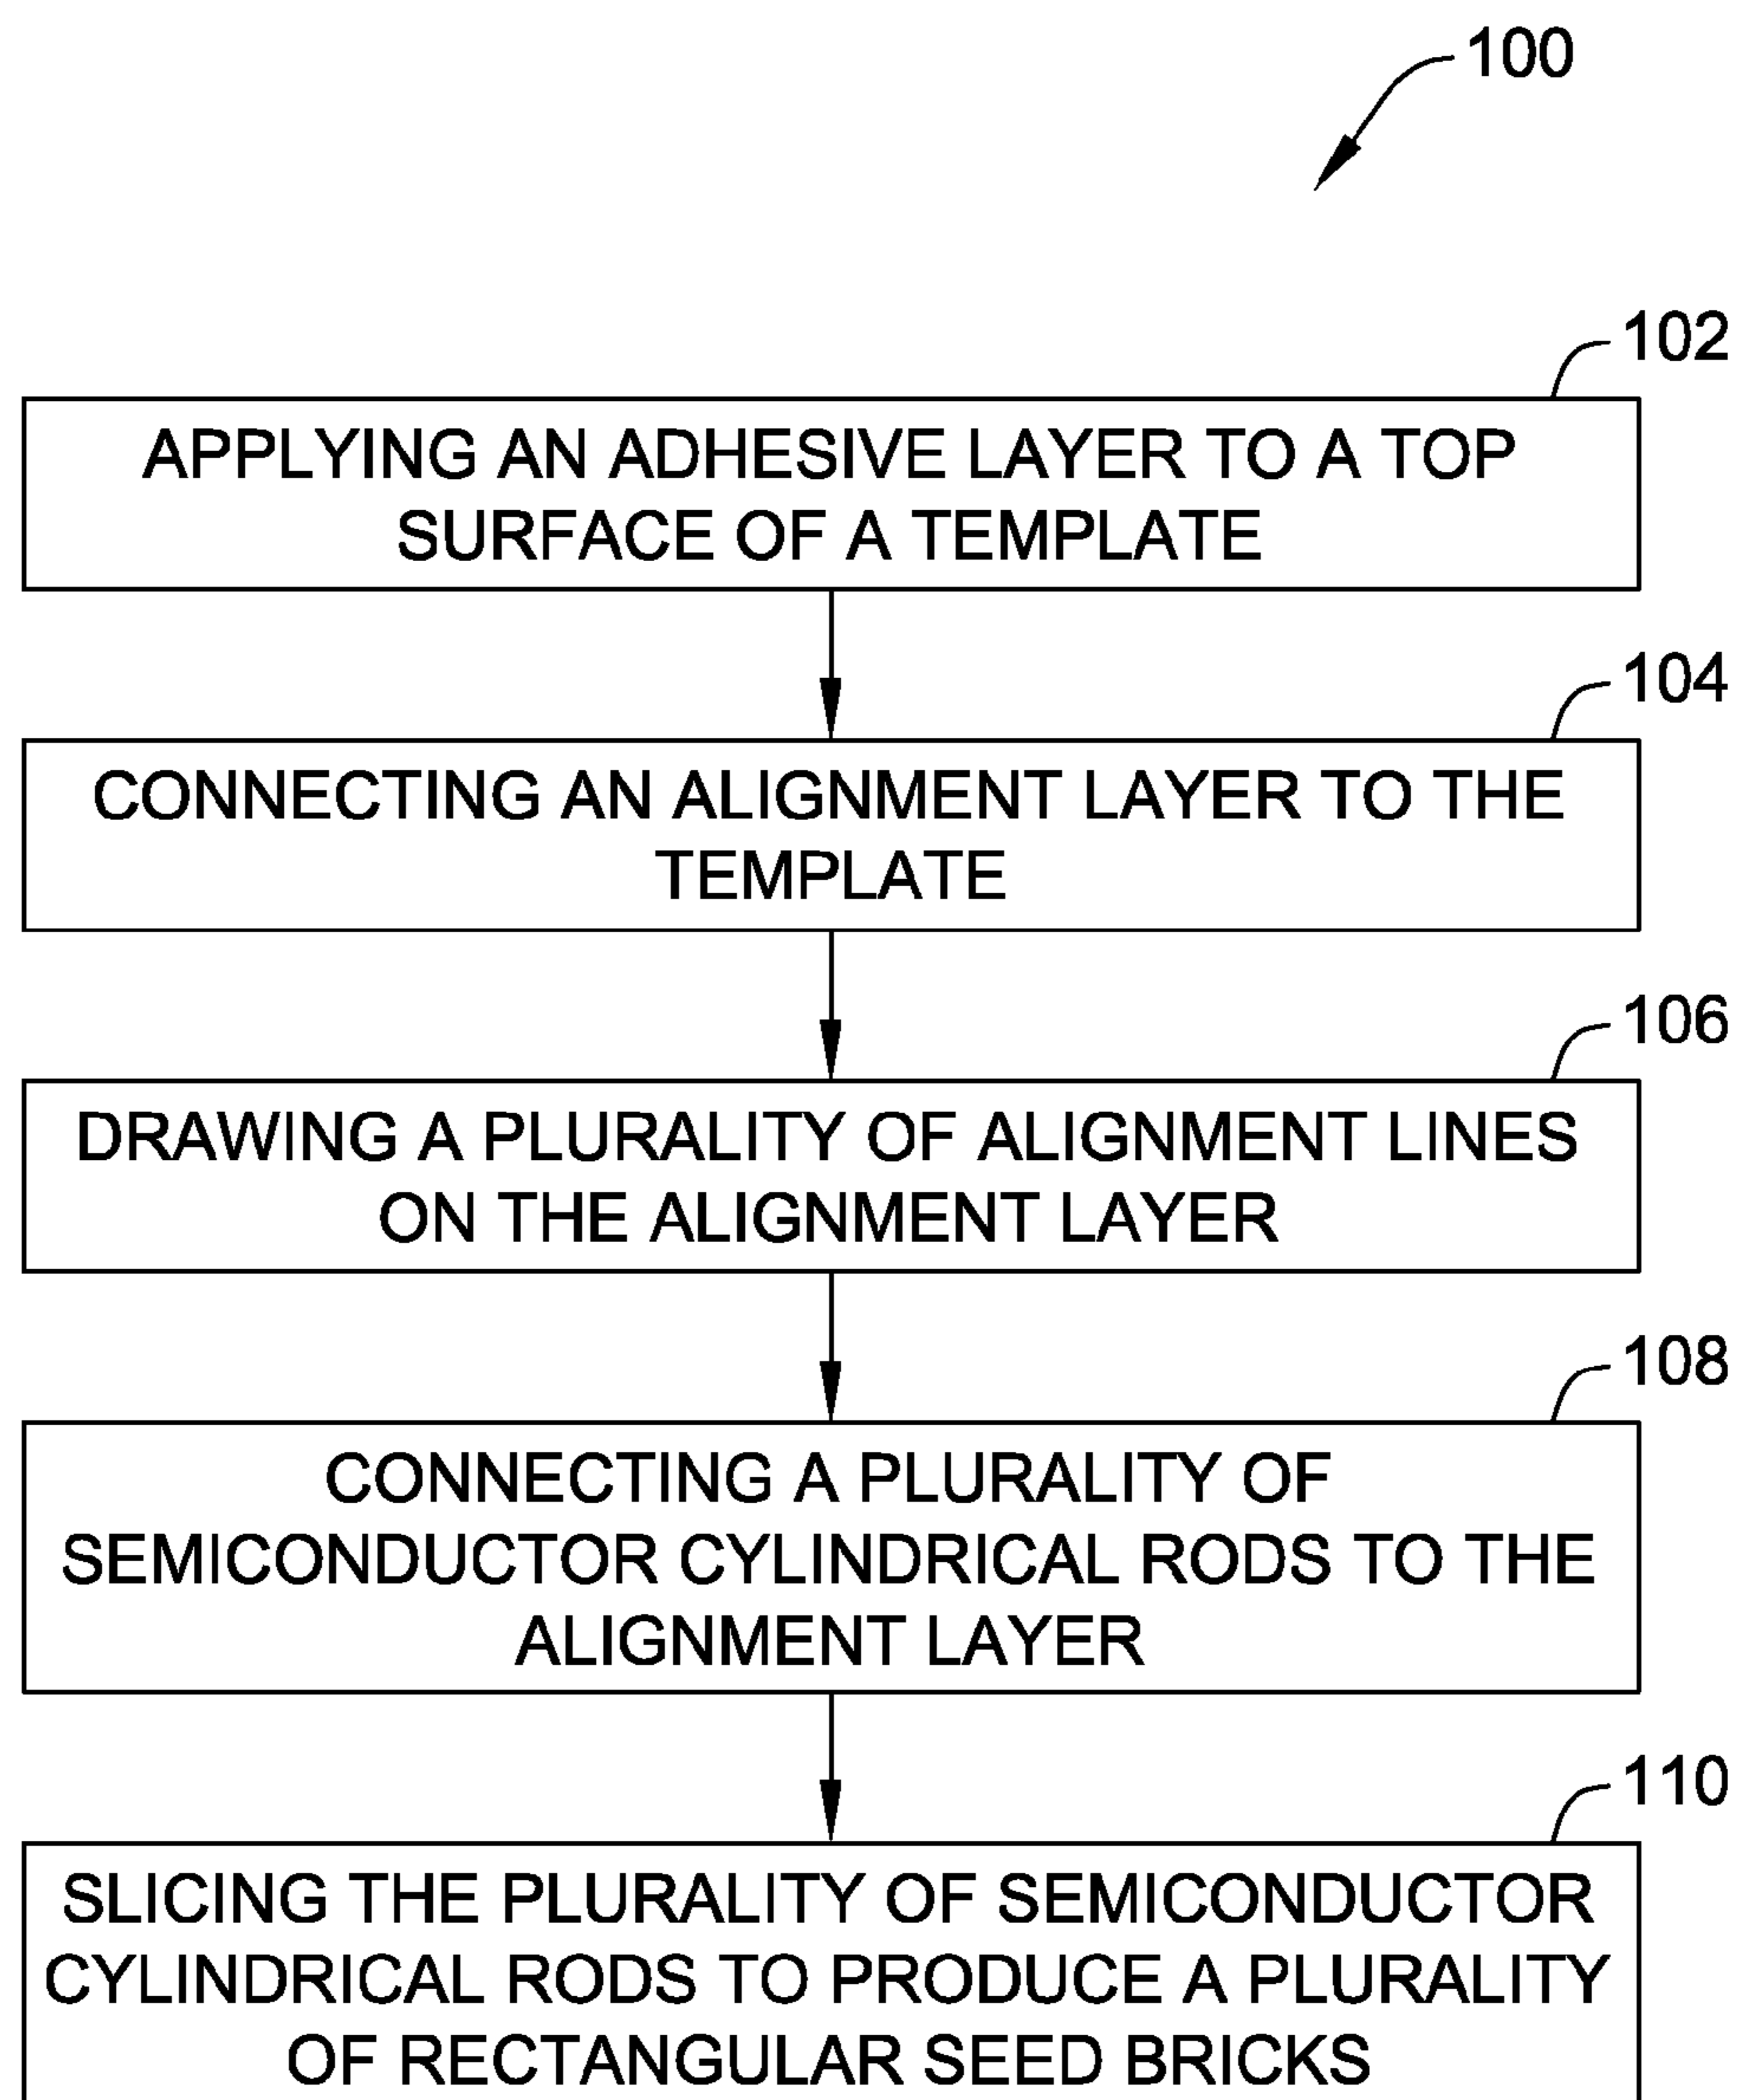 100
102
APPLYING AN ADHESIVE LAYER TO A TOP
SURFACE OF A TEMPLATE
104
CONNECTING AN ALIGNMENT LAYER TO THE
TEMPLATE
106
DRAWING A PLURALITY OF ALIGNMENT LINES
ON THE ALIGNMENT LAYER
108
CONNECTING A PLURALITY OF
SEMICONDUCTOR CYLINDRICAL RODS TO THE
ALIGNMENT LAYER
110
SLICING THE PLURALITY OF SEMICONDUCTOR
CYLINDRICAL RODS TO PRODUCE A PLURALITY
OF RECTANGULAR SEED BRICKS